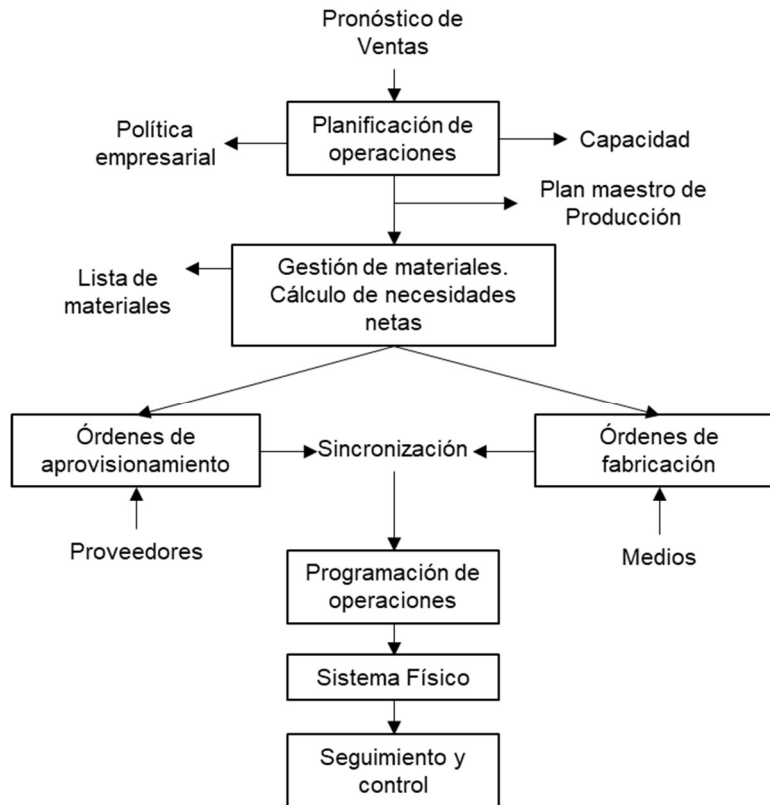 Pronóstico de
Ventas
Política
empresarial
Planificación de
operaciones
Capacidad
Plan maestro de
Producción
Lista de
materiales
Gestión de materiales.
Cálculo de necesidades
netas
Órdenes de
aprovisionamiento
Sincronización
Órdenes de
fabricación
Proveedores
Medios
Programación de
operaciones
Sistema Físico
Seguimiento y
control